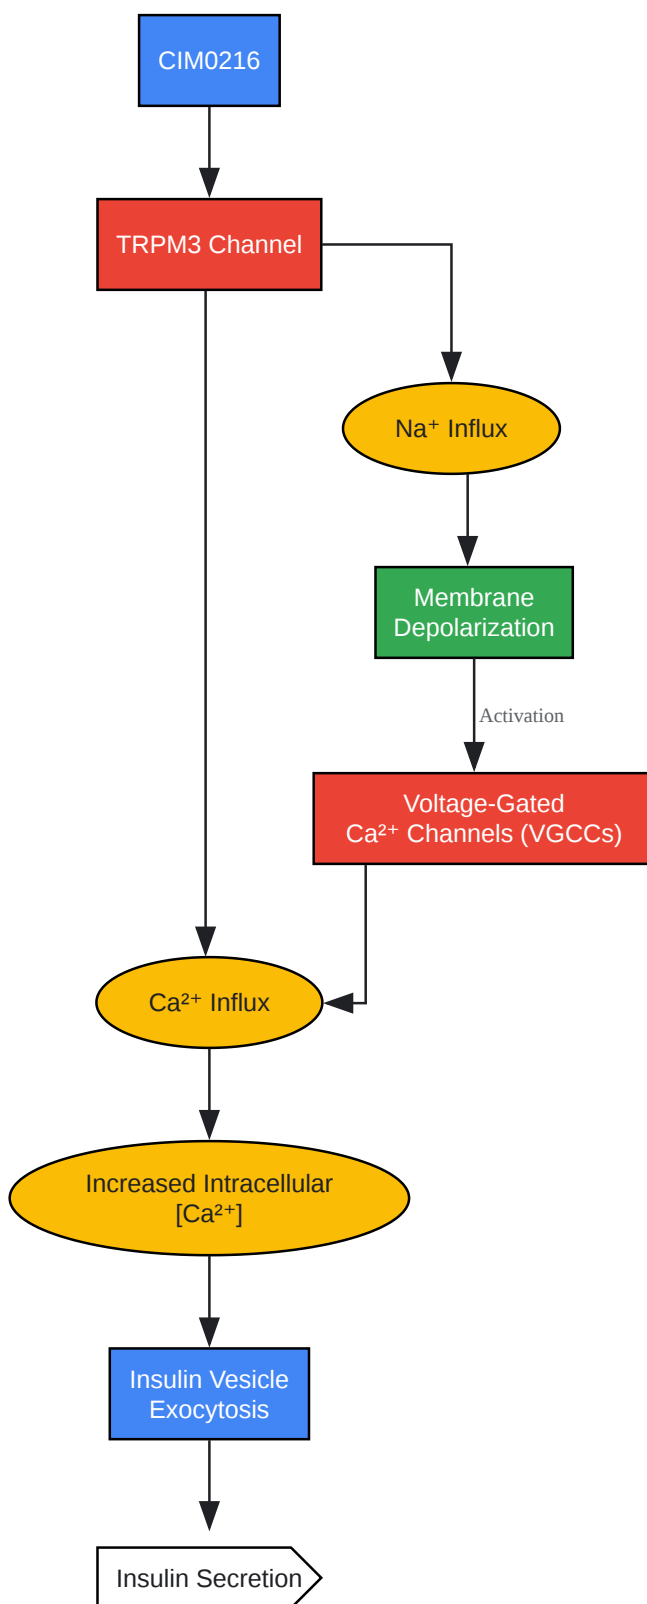 CIM0216
TRPM3 Channel
Na⁺ Influx
Membrane
Depolarization
Activation
Voltage-Gated
Ca²⁺ Channels (VGCCs)
Ca²⁺ Influx
Increased Intracellular
[Ca²⁺]
Insulin Vesicle
Exocytosis
Insulin Secretion